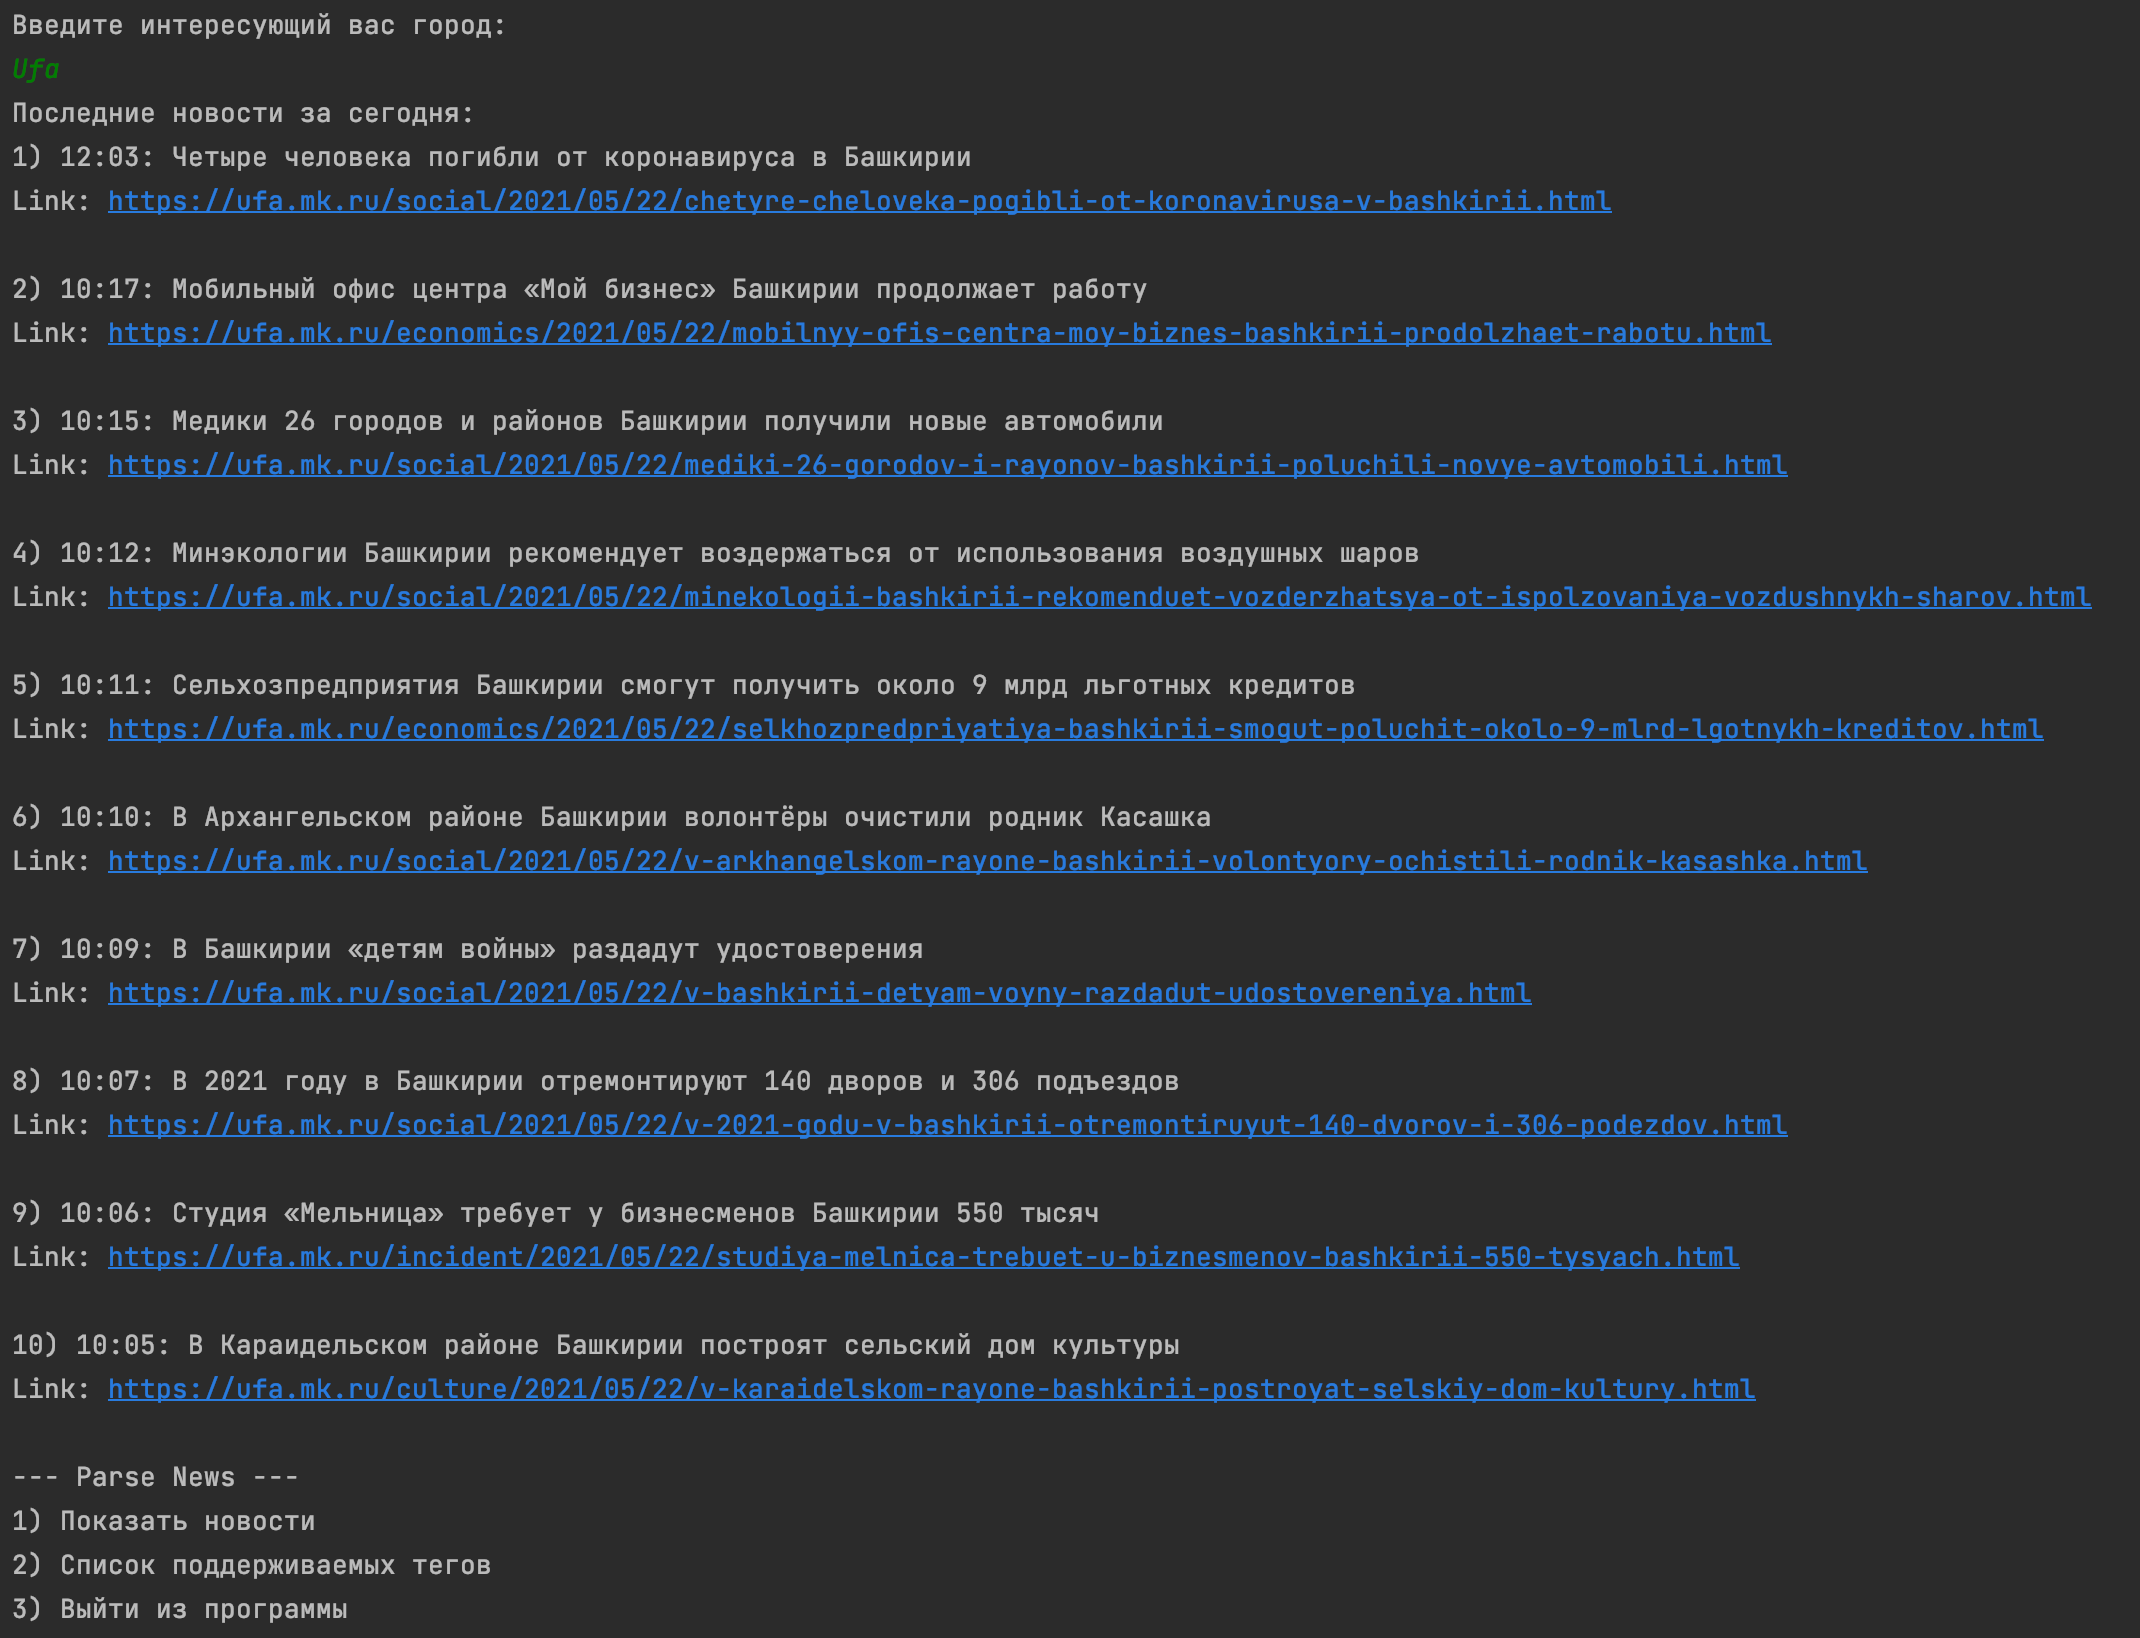 Введите интересующий вас город:
Ufa
Последние новости за сегодня:
1) 12:03: Четыре человека погибли от коронавируса в Башкирии
Link: https://ufa.mk.ru/social/2021/05/22/chetyre-cheloveka-pogibli-ot-koronavirusa-v-bashkirii.html
2) 10:17: Мобильный офис центра «Мой бизнес» Башкирии продолжает работу
Link: https://ufa.mk.ru/economics/2021/05/22/mobilnyy-ofis-centra-moy-biznes-bashkirii-prodolzhaet-rabotu.html
3) 10:15: Медики 26 городов и районов Башкирии получили новые автомобили
Link: https://ufa.mk.ru/social/2021/05/22/mediki-26-gorodov-i-rayonov-bashkirii-poluchili-novye-avtomobili.html
4) 10:12: Минэкологии Башкирии рекомендует воздержаться от использования воздушных шаров
Link: https://ufa.mk.ru/social/2021/05/22/minekologii-bashkirii-rekomenduet-vozderzhatsya-ot-ispolzovaniya-vozdushnykh-sharov.html
5) 10:11: Сельхозпредприятия Башкирии смогут получить около 9 млрд льготных кредитов
Link: https://ufa.mk.ru/economics/2021/05/22/selkhozpredpriyatiya-bashkirii-smogut-poluchit-okolo-9-mlrd-lgotnykh-kreditov.html
6) 10:10: В Архангельском районе Башкирии волонтёры очистили родник Касашка
Link: https://ufa.mk.ru/social/2021/05/22/v-arkhangelskom-rayone-bashkirii-volontyory-ochistili-rodnik-kasashka.html
7) 10:09: В Башкирии «детям войны» раздадут удостоверения
Link: https://ufa.mk.ru/social/2021/05/22/v-bashkirii-detyam-voyny-razdadut-udostovereniya.html
8) 10:07: В 2021 году в Башкирии отремонтируют 140 дворов и 306 подъездов
Link: https://ufa.mk.ru/social/2021/05/22/v-2021-godu-v-bashkirii-otremontiruyut-140-dvorov-i-306-podezdov.html
9) 10:06: Студия «Мельница» требует у бизнесменов Башкирии 550 тысяч
Link: https://ufa.mk.ru/incident/2021/05/22/studiya-melnica-trebuet-u-biznesmenov-bashkirii-550-tysyach.html
10) 10:05: В Караидельском районе Башкирии построят сельский дом культуры
Link: https://ufa.mk.ru/culture/2021/05/22/v-karaidelskom-rayone-bashkirii-postroyat-selskiy-dom-kultury.html
--- Parse News ---
1) Показать новости
2) Список поддерживаемых тегов
3) Выйти из программы